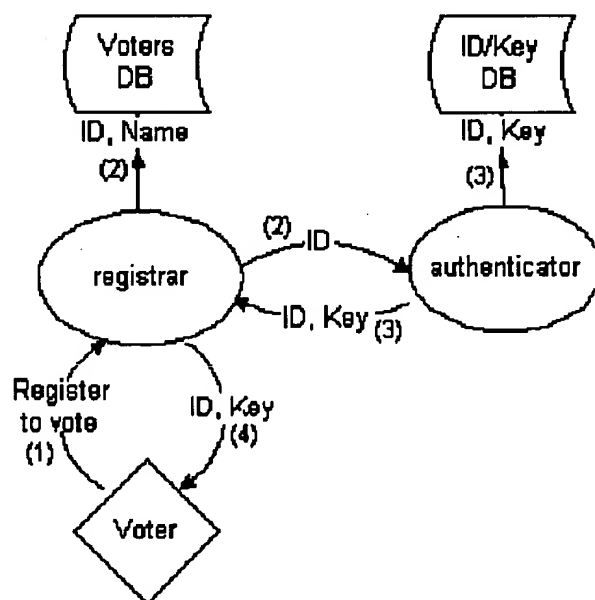 Voters
DB
ID/Key
DB
ID, Name
ID, Key
(2)
(3)
(2)
ID
registrar
authenticator
ID, Key
(3)
Register
to vote
(1)
ID, Key
(4)
Voter